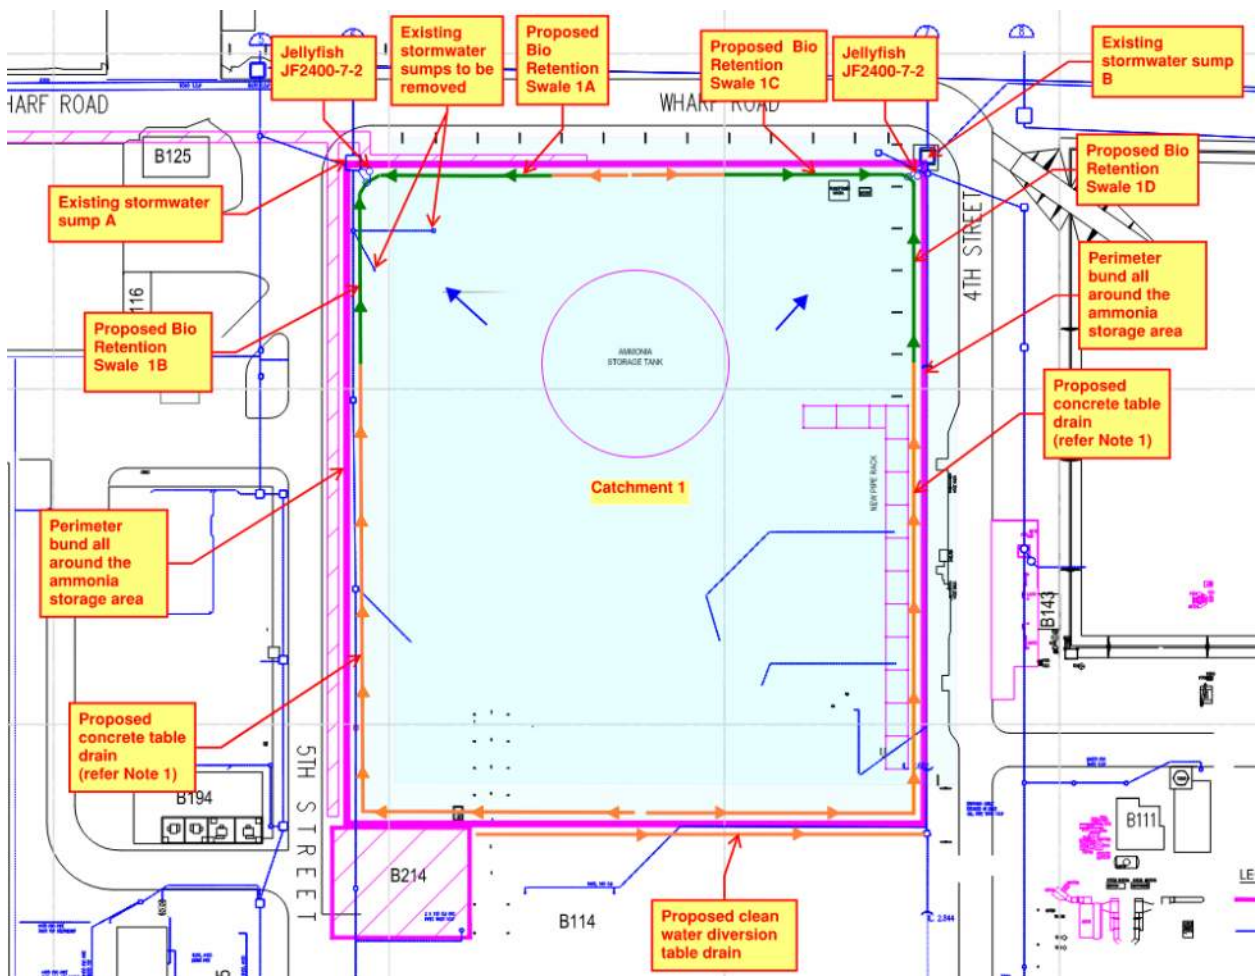 Jellyfish
JF2400-7-2
Existing
stormwater
sumps to be
removed
Proposed
Bio
Retention
Swale 1A
Proposed Bio
Retention
Swale 1C
Jellyfish
JF2400-7-2
Existing
stormwater sump
B
HARF ROAD
WHARF ROAD
B125
Proposed Bio
Retention
Swale 1D
Existing stormwater
sump A
4TH STREET
Perimeter
bund all
around the
ammonia
storage area
116
Proposed Bio
Retention
Swale 1B
AMMONIA
STORAGE TANK
Proposed
concrete table
drain
(refer Note 1)
NEW PIPE RACK
Catchment 1
Perimeter
bund all
around the
ammonia
storage area
B143
Proposed
concrete table
drain
(refer Note 1)
5TH STREET
B194
B111
B214
B114
Proposed clean
water diversion
table drain
2.844
LE